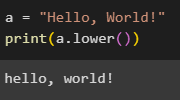 a = "Hello, World!"
print(a.lower())
hello, world!